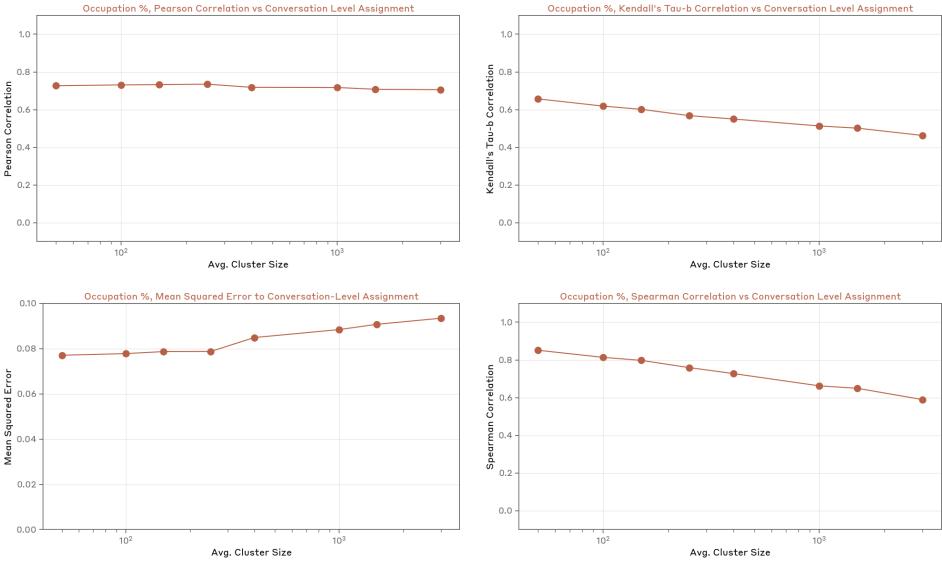 Occupation %, Pearson Correlation vs Conversation Level Assignment
1.0
0.8
0.6
0.4
0.2
0.0
Pearson Correlation
10²
10³
Avg. Cluster Size
Occupation %, Kendall's Tau-b Correlation vs Conversation Level Assignment
1.0
0.8
0.6
0.4
0.2
0.0
Kendall's Tau-b Correlation
10²
10³
Avg. Cluster Size
Occupation %, Mean Squared Error to Conversation-Level Assignment
0.10
0.08
0.06
0.04
0.02
0.00
Mean Squared Error
10²
10³
Avg. Cluster Size
Occupation %, Spearman Correlation vs Conversation Level Assignment
1.0
0.8
0.6
0.4
0.2
0.0
Spearman Correlation
10²
10³
Avg. Cluster Size